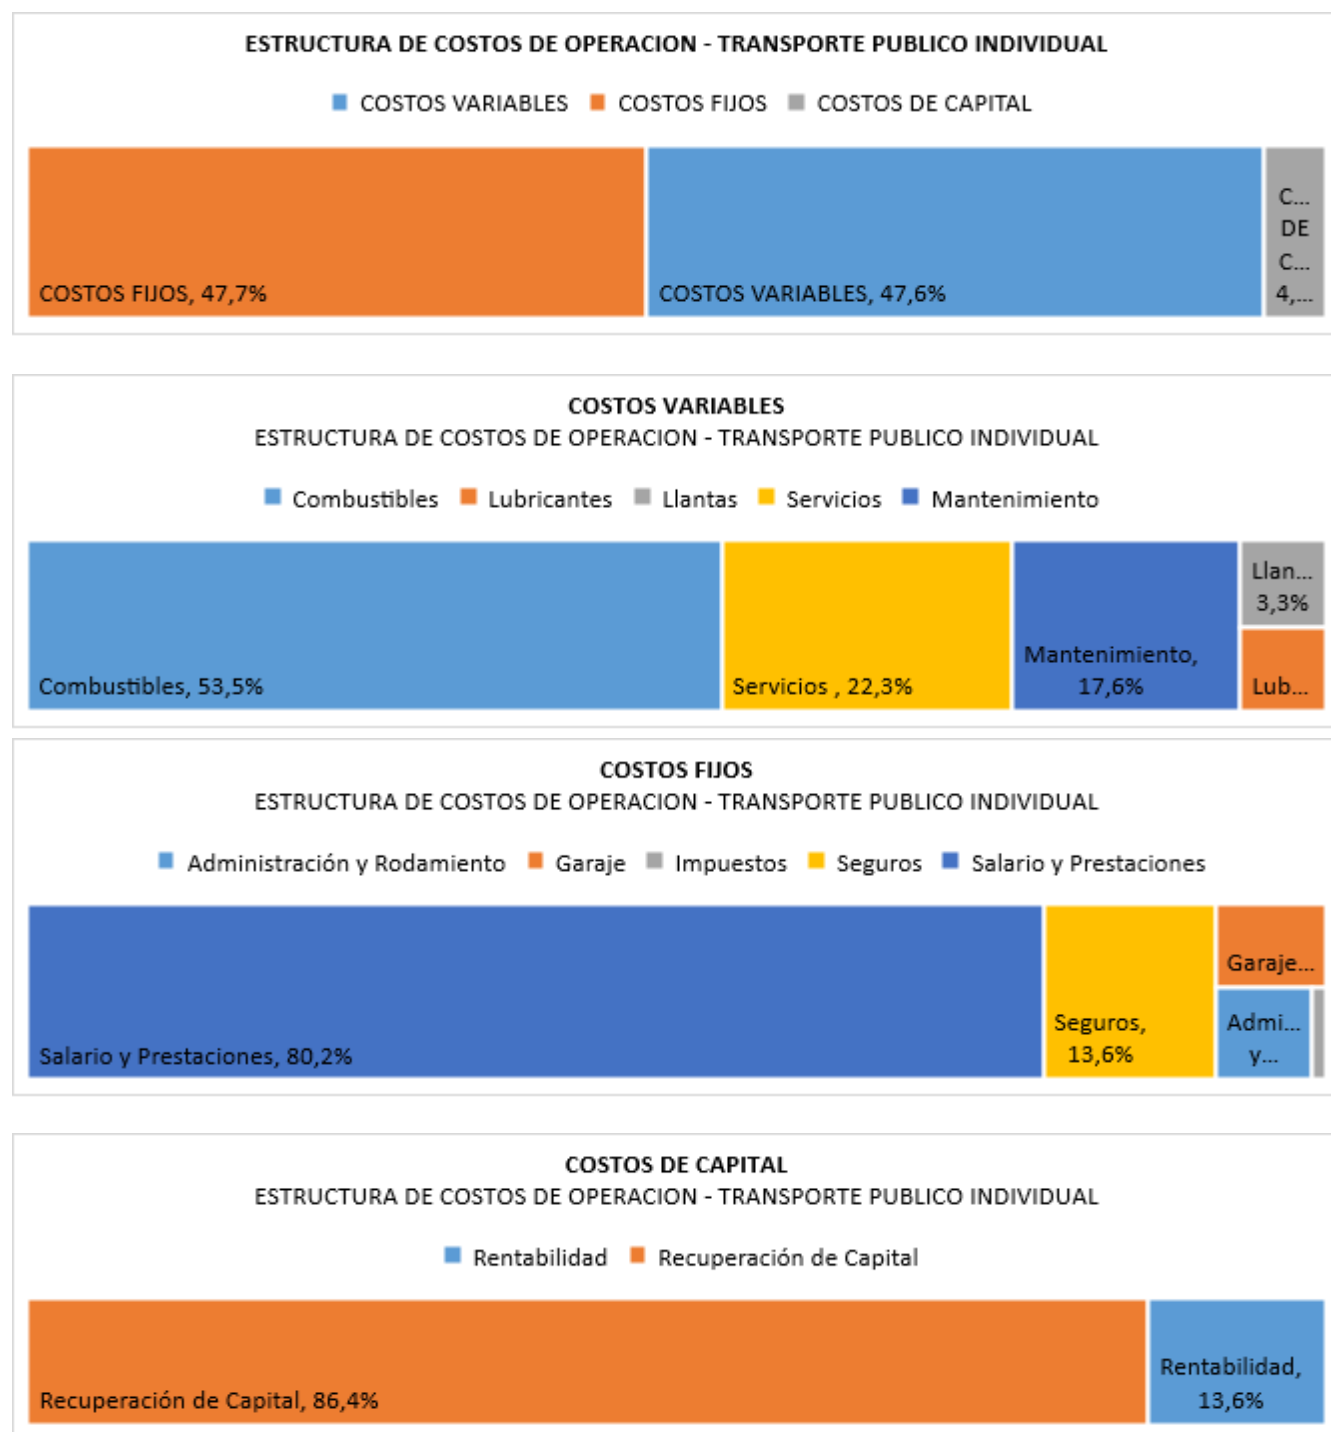 ESTRUCTURA DE COSTOS DE OPERACION - TRANSPORTE PUBLICO INDIVIDUAL
COSTOS VARIABLES COSTOS FIJOS COSTOS DE CAPITAL
COSTOS FIJOS, 47,7%
COSTOS VARIABLES, 47,6%
C...
DE
C...
4,...
COSTOS VARIABLES
ESTRUCTURA DE COSTOS DE OPERACION - TRANSPORTE PUBLICO INDIVIDUAL
Combustibles Lubricantes Llantas Servicios Mantenimiento
Combustibles, 53,5%
Servicios , 22,3%
Mantenimiento,
17,6%
Llan...
3,3%
Lub...
COSTOS FIJOS
ESTRUCTURA DE COSTOS DE OPERACION - TRANSPORTE PUBLICO INDIVIDUAL
Administración y Rodamiento Garaje Impuestos Seguros Salario y Prestaciones
Salario y Prestaciones, 80,2%
Seguros,
13,6%
Garaje...
Admi...
y...
COSTOS DE CAPITAL
ESTRUCTURA DE COSTOS DE OPERACION - TRANSPORTE PUBLICO INDIVIDUAL
Rentabilidad Recuperación de Capital
Recuperación de Capital, 86,4%
Rentabilidad,
13,6%